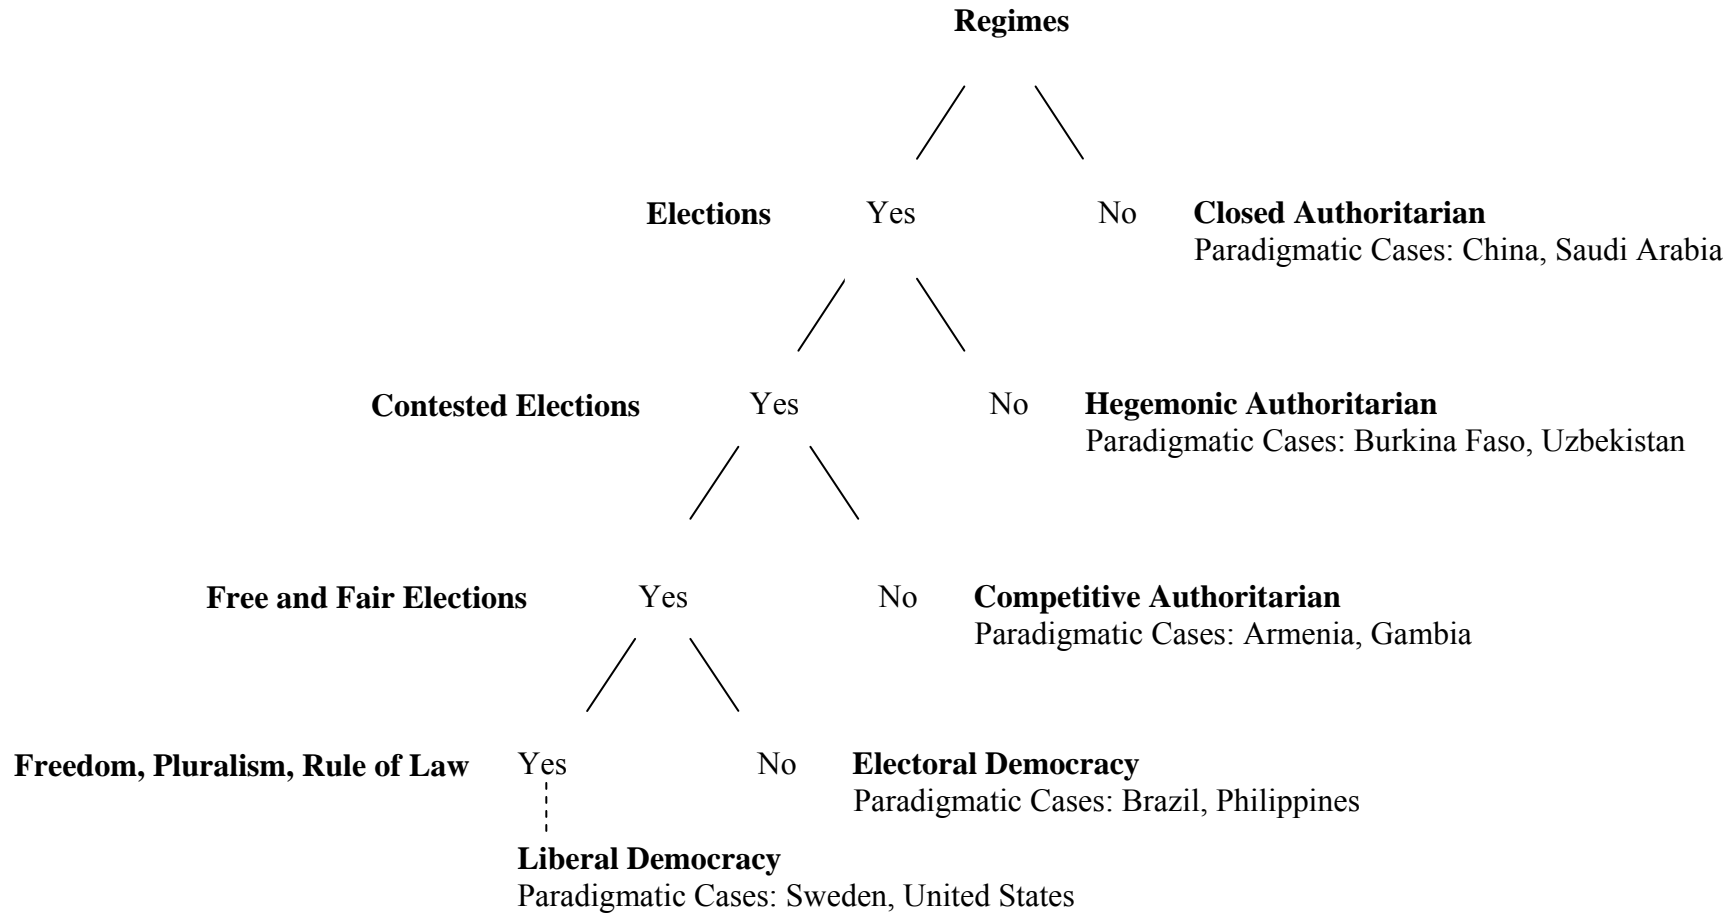 Regimes
Elections Yes No Closed Authoritarian
Paradigmatic Cases: China, Saudi Arabia
Contested Elections Yes No Hegemonic Authoritarian
Paradigmatic Cases: Burkina Faso, Uzbekistan
Free and Fair Elections Yes No Competitive Authoritarian
Paradigmatic Cases: Armenia, Gambia
Freedom, Pluralism, Rule of Law Yes No Electoral Democracy
Paradigmatic Cases: Brazil, Philippines
Liberal Democracy
Paradigmatic Cases: Sweden, United States